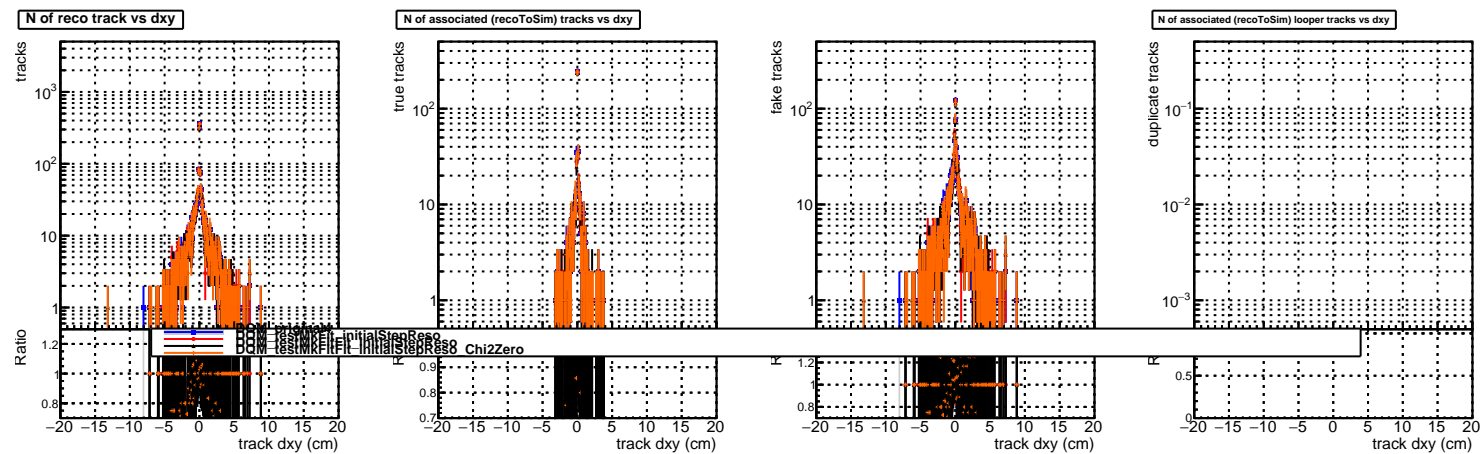 N of reco track vs dxy
tracks
10³
10²
10
1
Ratio
1.2
1
0.8
−20 −15 −10 −5 0 5 10 15 20
track dxy (cm)
N of associated (recoToSim) tracks vs dxy
true tracks
10²
10
1
0.9
0.8
0.7
−20 −15 −10 −5 0 5 10 15 20
track dxy (cm)
fake tracks
10²
10
1
1.2
1
0.8
−20 −15 −10 −5 0 5 10 15 20
track dxy (cm)
N of associated (recoToSim) looper tracks vs dxy
duplicate tracks
10⁻¹
10⁻²
10⁻³
0.5
0
−20 −15 −10 −5 0 5 10 15 20
track dxy (cm)
DQM_testMkFitFit_initialStepReso_Chi2Zero